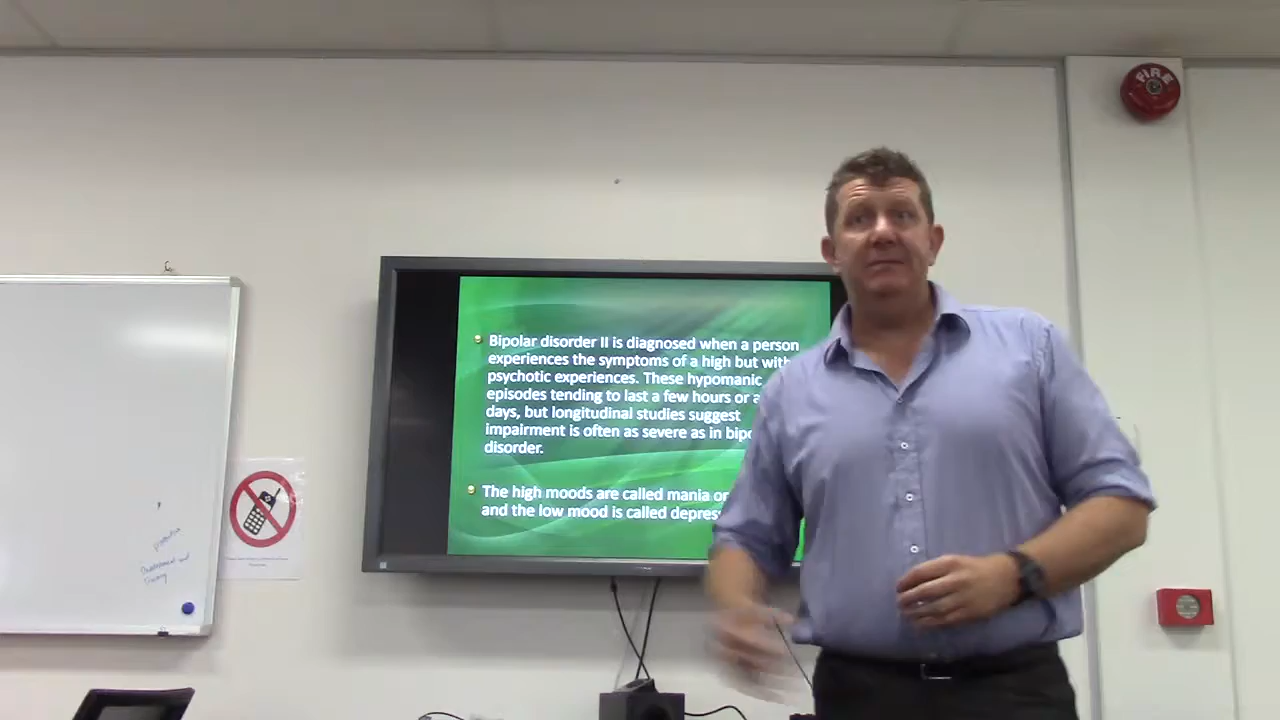 FIRE
Bipolar disorder II is diagnosed when a person
experiences the symptoms of a high but with
psychotic experiences. These hypomanic
episodes tending to last a few hours or a
days, but longitudinal studies suggest
impairment is often as severe as in bipo
disorder.
The high moods are called mania or
and the low mood is called depres